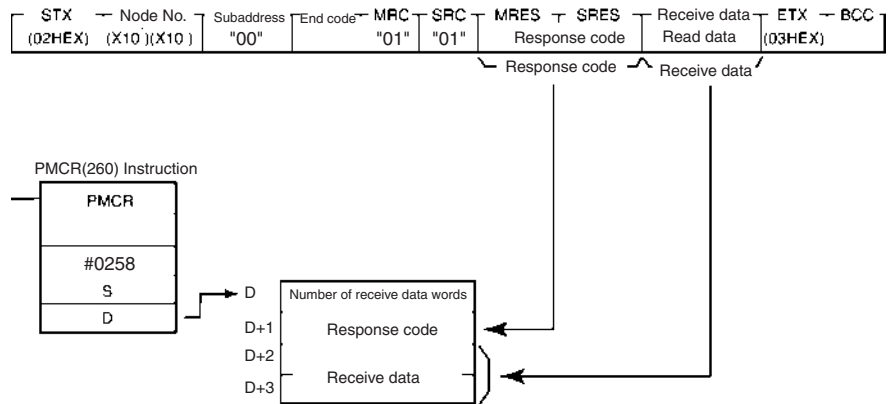 STX Node No. Subaddress End code MRC SRC MRES SRES Receive data ETX BCC
(02HEX) (X10 )(X10 ) "00" "01" "01" Response code Read data (03HEX)
Response code Receive data
PMCR(260) Instruction
PMCR
#0258
S
D
D Number of receive data words
D+1 Response code
D+2
Receive data
D+3